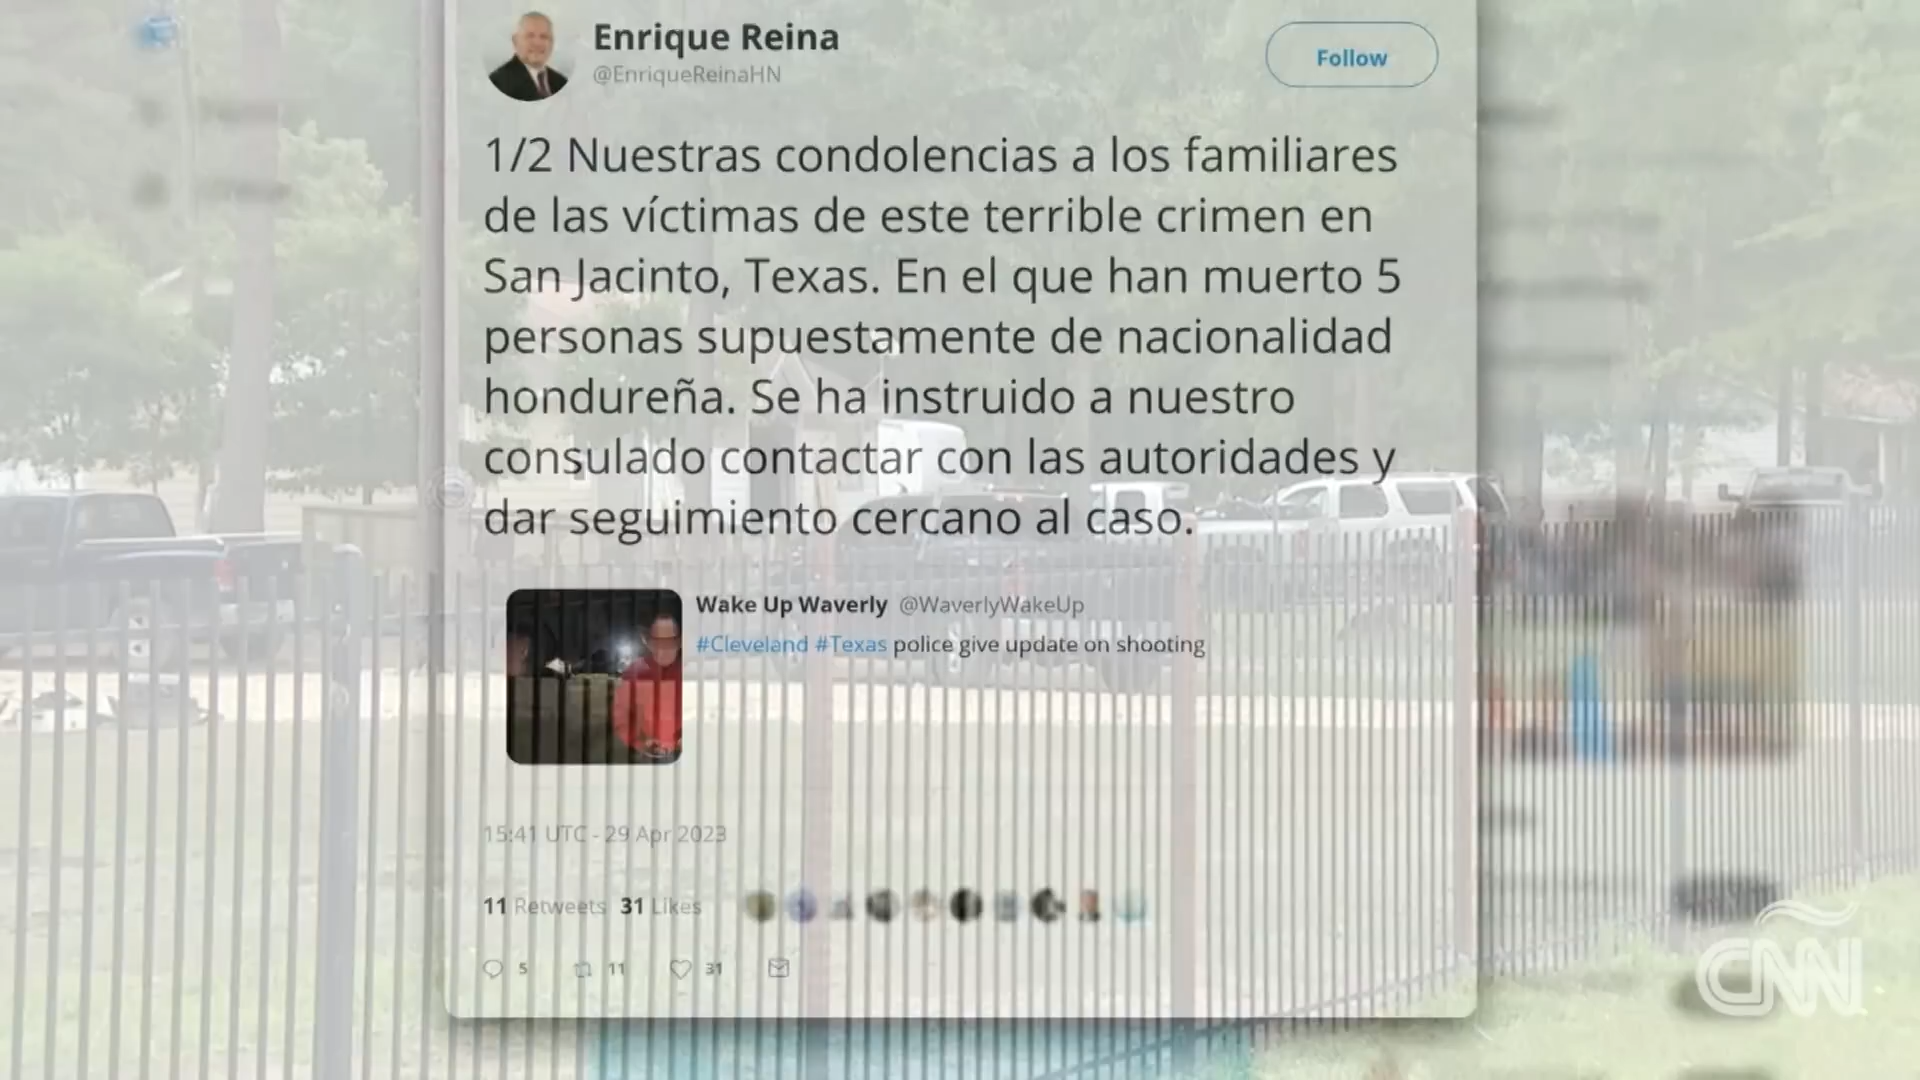 Enrique Reina
@EnriqueReinaHN
Follow
1/2 Nuestras condolencias a los familiares
de las víctimas de este terrible crimen en
San Jacinto, Texas. En el que han muerto 5
personas supuestamente de nacionalidad
hondureña. Se ha instruido a nuestro
consulado contactar con las autoridades y
dar seguimiento cercano al caso.
Wake Up Waverly @WaverlyWakeUp
#Cleveland #Texas police give update on shooting
15:41 UTC - 29 Apr 2023
11 Retweets 31 Likes
5 11 31
CNN